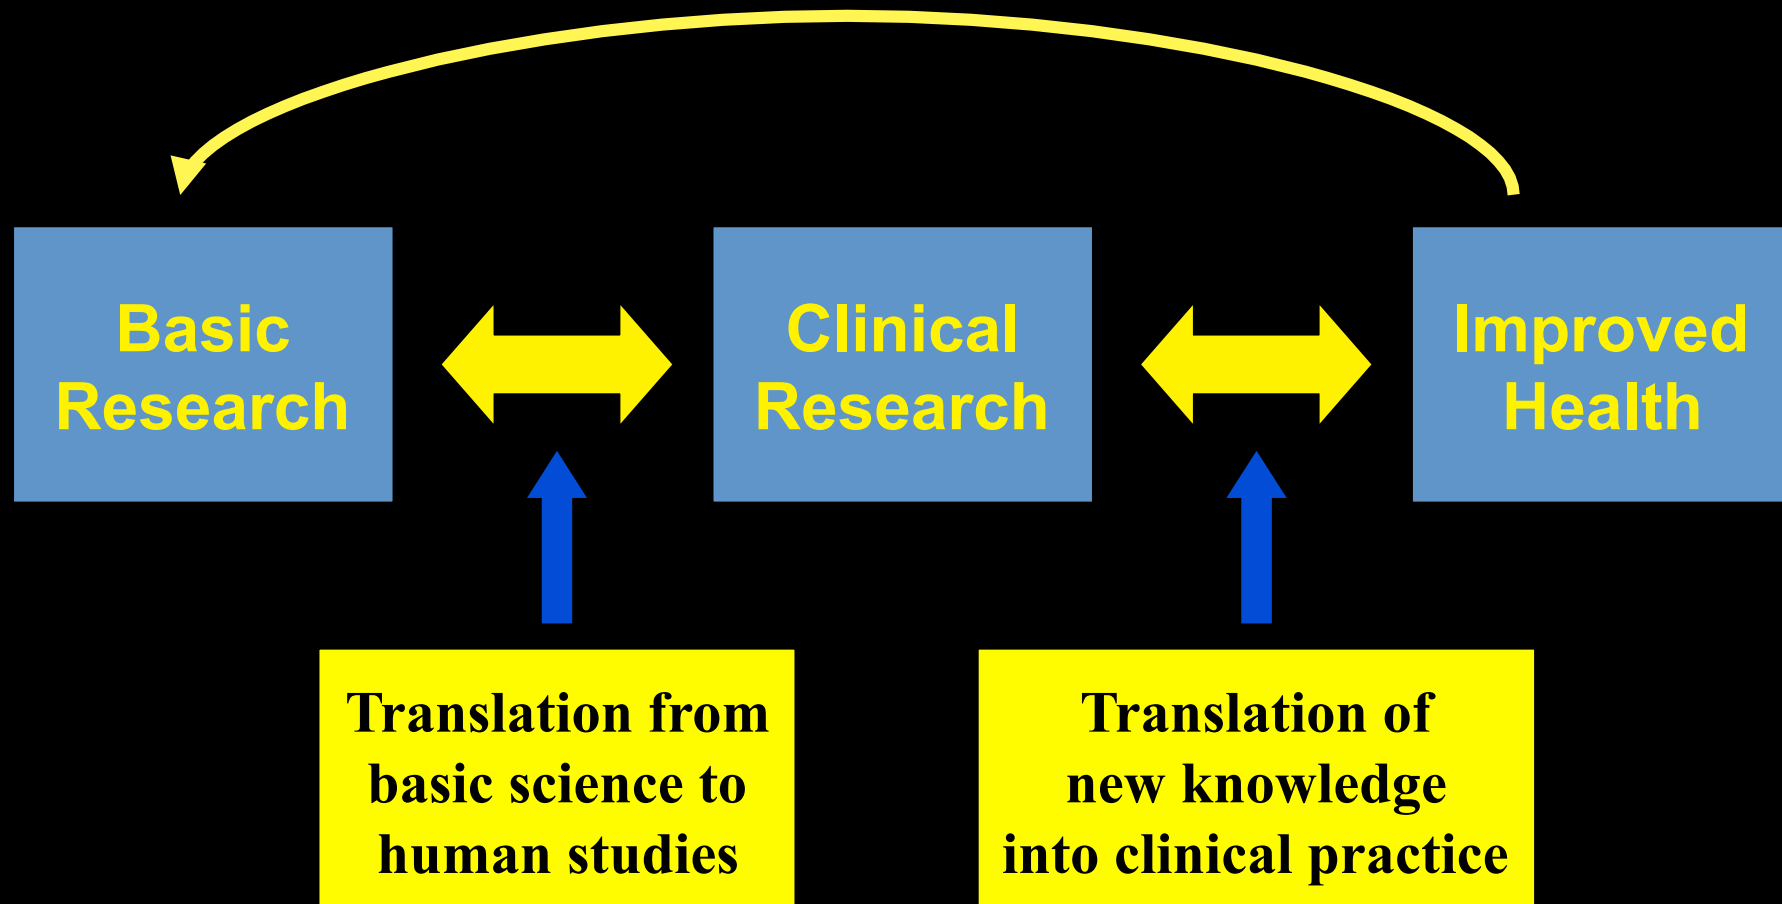 Basic
Research
Clinical
Research
Improved
Health
Translation from
basic science to
human studies
Translation of
new knowledge
into clinical practice